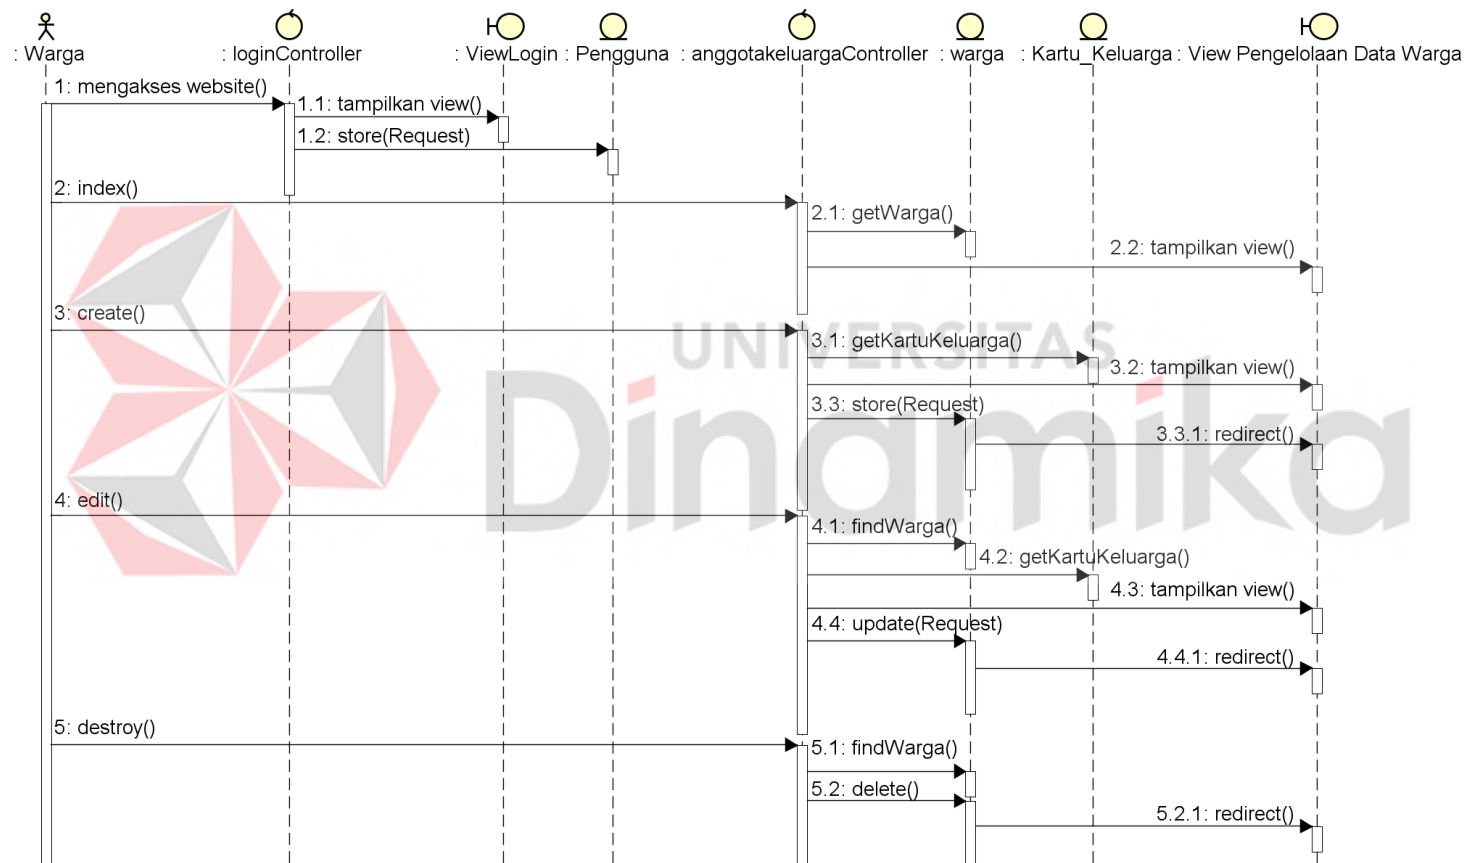 : Warga : loginController : ViewLogin : Pengguna : anggotakeluargaController : warga : Kartu_Keluarga : View Pengelolaan Data Warga
1: mengakses website()
1.1: tampilkan view()
1.2: store(Request)
2: index()
2.1: getWarga()
2.2: tampilkan view()
3: create()
UNIVERSITAS
Dinamika
3.1: getKartuKeluarga()
3.2: tampilkan view()
3.3: store(Request)
3.3.1: redirect()
4: edit()
4.1: findWarga()
4.2: getKartuKeluarga()
4.3: tampilkan view()
4.4: update(Request)
4.4.1: redirect()
5: destroy()
5.1: findWarga()
5.2: delete()
5.2.1: redirect()